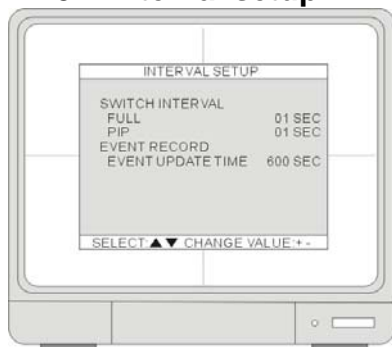 INTERVAL SETUP
SWITCH INTERVAL
FULL 01 SEC
PIP 01 SEC
EVENT RECORD
EVENT UPDATE TIME 600 SEC
SELECT:▲▼ CHANGE VALUE:+ -